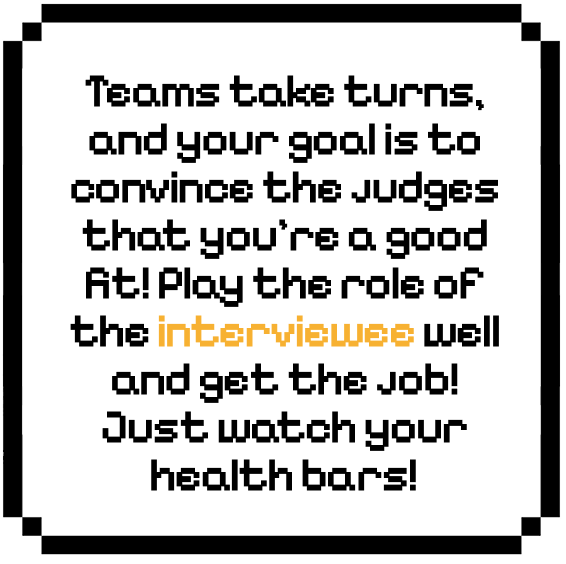 Teams take turns,
and your goal is to
convince the judges
that you're a good
fit! Play the role of
the interviewee well
and get the job!
Just watch your
health bars!